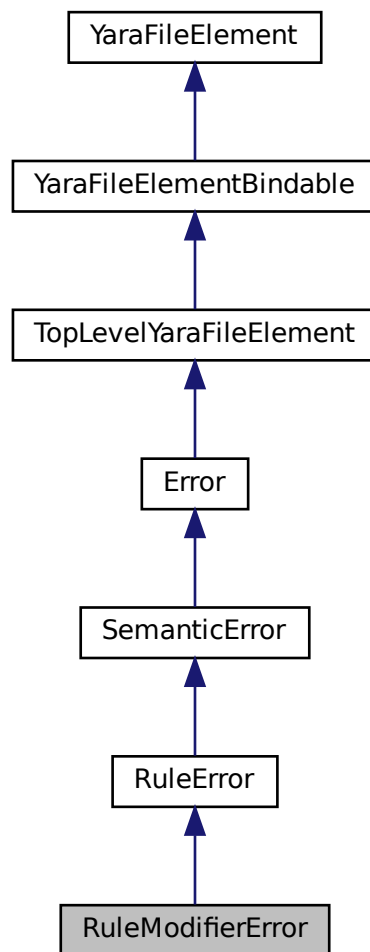 YaraFileElement
YaraFileElementBindable
TopLevelYaraFileElement
Error
SemanticError
RuleError
RuleModifierError